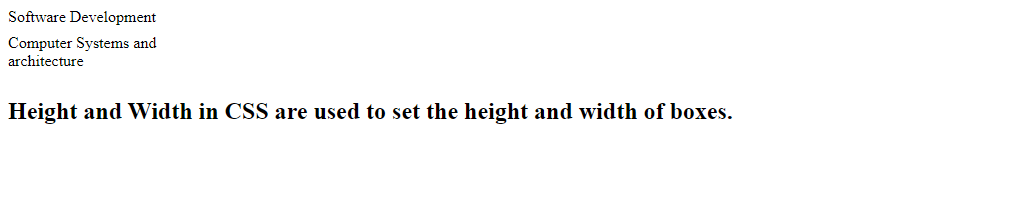 Software Development
Computer Systems and
architecture
Height and Width in CSS are used to set the height and width of boxes.